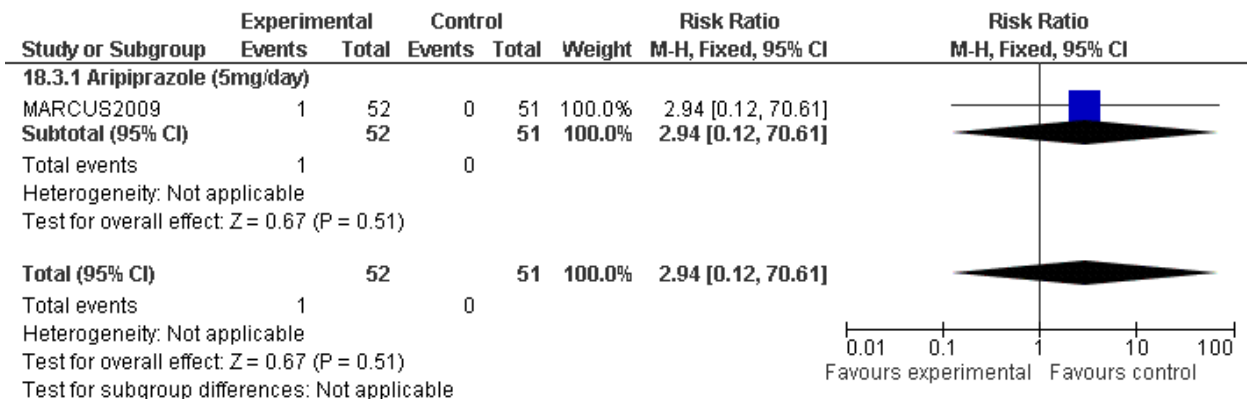 Experimental Control Risk Ratio Risk Ratio
Study or Subgroup Events Total Events Total Weight M-H, Fixed, 95% CI M-H, Fixed, 95% CI
18.3.1 Aripiprazole (5mg/day)
MARCUS2009 1 52 0 51 100.0% 2.94 [0.12, 70.61]
Subtotal (95% CI) 52 51 100.0% 2.94 [0.12, 70.61]
Total events 1 0
Heterogeneity: Not applicable
Test for overall effect: Z = 0.67 (P = 0.51)
Total (95% CI) 52 51 100.0% 2.94 [0.12, 70.61]
Total events 1 0
Heterogeneity: Not applicable
Test for overall effect: Z = 0.67 (P = 0.51)
Test for subgroup differences: Not applicable
0.01 0.1 1 10 100
Favours experimental Favours control